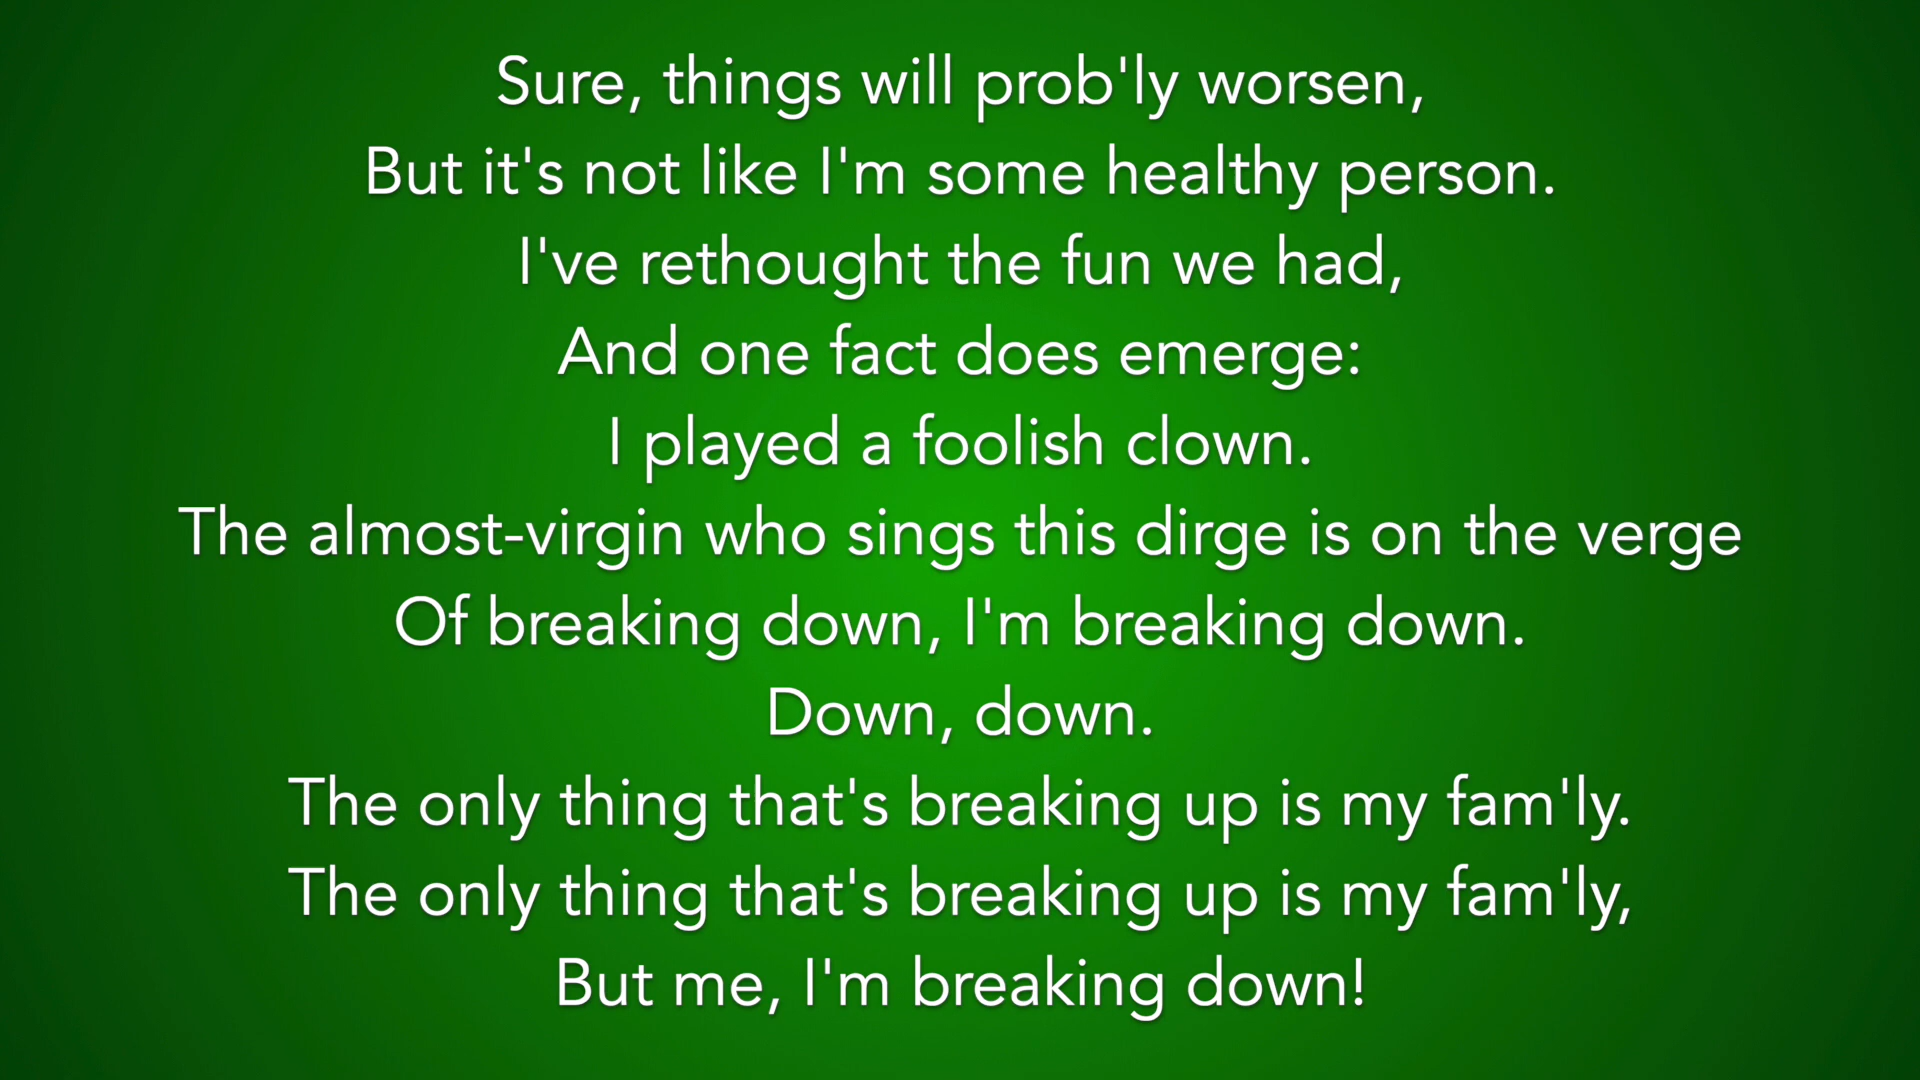 Sure, things will prob'ly worsen,
But it's not like I'm some healthy person.
I've rethought the fun we had,
And one fact does emerge:
I played a foolish clown.
The almost-virgin who sings this dirge is on the verge
Of breaking down, I'm breaking down.
Down, down.
The only thing that's breaking up is my fam'ly.
The only thing that's breaking up is my fam'ly,
But me, I'm breaking down!